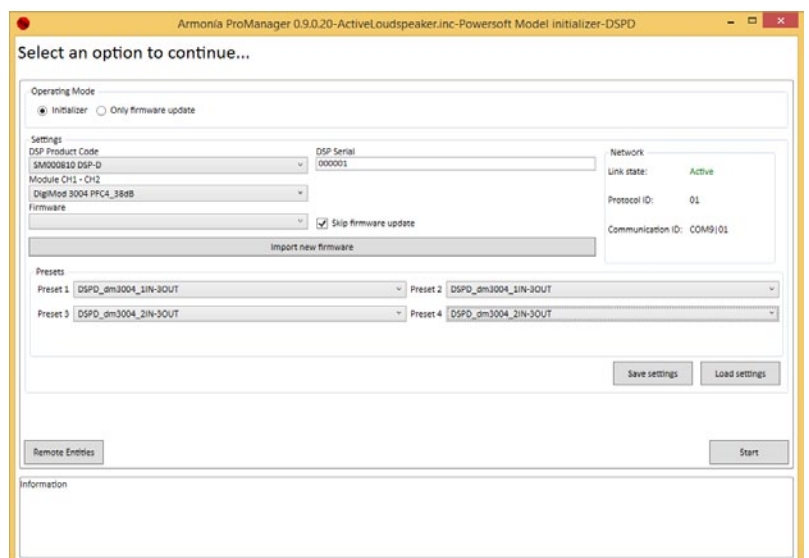 Armonía ProManager 0.9.0.20-ActiveLoudspeaker.inc-Powersoft Model initializer-DSPD
Select an option to continue...
Operating Mode
Initializer Only firmware update
Settings
DSP Product Code
SM000810 DSP-D
Module CH1 - CH2
DigiMod 3004 PFC4_38dB
Firmware
DSP Serial
000001
Skip firmware update
Import new firmware
Network
Link state: Active
Protocol ID: 01
Communication ID: COM9|01
Presets
Preset 1 DSPD_dm3004_1IN-3OUT Preset 2 DSPD_dm3004_1IN-3OUT
Preset 3 DSPD_dm3004_2IN-3OUT Preset 4 DSPD_dm3004_2IN-3OUT
Save settings Load settings
Remote Entities Start
Information